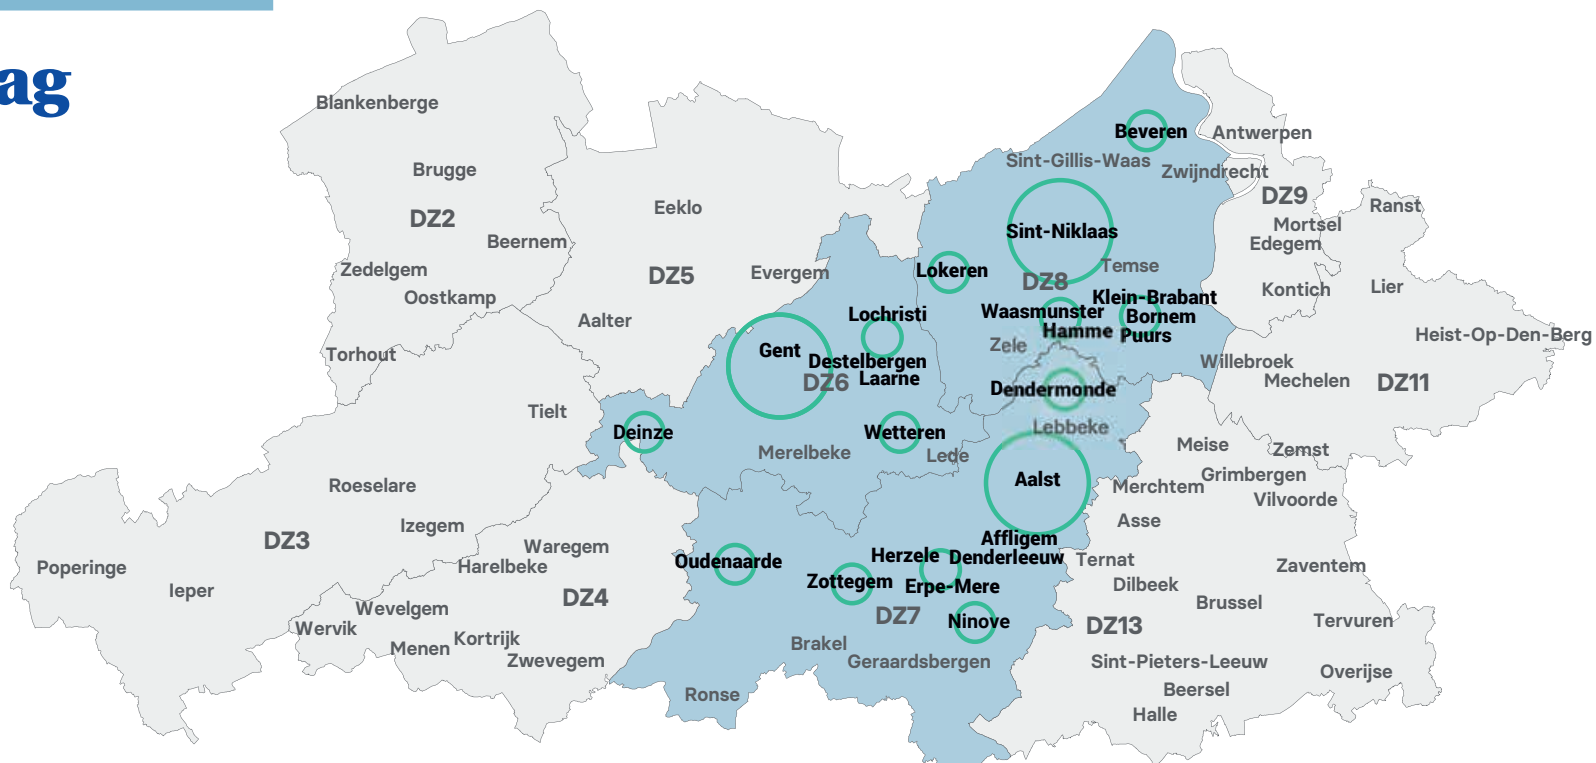 ag
Blankenberge
Brugge
DZ2
Beernem
Zedelgem
Oostkamp
Torhout
Eeklo
DZ5
Evergem
Aalter
Tielt
Beveren
Antwerpen
Sint-Gillis-Waas
Zwijndrecht
DZ9
Ranst
Mortsel
Edegem
Sint-Niklaas
Lokeren
Temse
DZ8
Kontich
Lier
Klein-Brabant
Bornem
Puurs
Waasmunster
Hamme
Zele
Lochristi
Gent
Destelbergen
Laarne
DZ6
Heist-Op-Den-Berg
Willebroek
Mechelen
DZ11
Dendermonde
Lebbeke
Deinze
Wetteren
Merelbeke
Lede
Meise
Zemst
Grimbergen
Merchtem
Vilvoorde
Aalst
Asse
Roeselare
Izegem
DZ3
Poperinge
Ieper
Waregem
Harelbeke
DZ4
Wevelgem
Wervik
Menen
Kortrijk
Zwevegem
Oudenaarde
Affligem
Herzele
Denderleeuw
Zottegem
Erpe-Mere
DZ7
Ninove
Brakel
Geraardsbergen
Ronse
Ternat
Dilbeek
Zaventem
Brussel
DZ13
Tervuren
Sint-Pieters-Leeuw
Overijse
Beersel
Halle